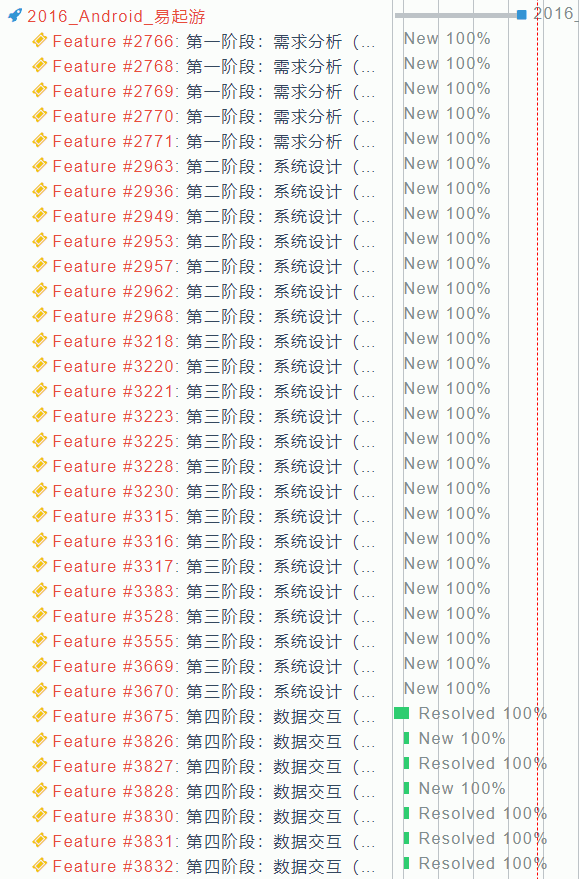 2016_Android_易起游 2016_
Feature #2766: 第一阶段：需求分析（... New 100%
Feature #2768: 第一阶段：需求分析（... New 100%
Feature #2769: 第一阶段：需求分析（... New 100%
Feature #2770: 第一阶段：需求分析（... New 100%
Feature #2771: 第一阶段：需求分析（... New 100%
Feature #2963: 第二阶段：系统设计（... New 100%
Feature #2936: 第二阶段：系统设计（... New 100%
Feature #2949: 第二阶段：系统设计（... New 100%
Feature #2953: 第二阶段：系统设计（... New 100%
Feature #2957: 第二阶段：系统设计（... New 100%
Feature #2962: 第二阶段：系统设计（... New 100%
Feature #2968: 第二阶段：系统设计（... New 100%
Feature #3218: 第三阶段：系统设计（... New 100%
Feature #3220: 第三阶段：系统设计（... New 100%
Feature #3221: 第三阶段：系统设计（... New 100%
Feature #3223: 第三阶段：系统设计（... New 100%
Feature #3225: 第三阶段：系统设计（... New 100%
Feature #3228: 第三阶段：系统设计（... New 100%
Feature #3230: 第三阶段：系统设计（... New 100%
Feature #3315: 第三阶段：系统设计（... New 100%
Feature #3316: 第三阶段：系统设计（... New 100%
Feature #3317: 第三阶段：系统设计（... New 100%
Feature #3383: 第三阶段：系统设计（... New 100%
Feature #3528: 第三阶段：系统设计（... New 100%
Feature #3555: 第三阶段：系统设计（... New 100%
Feature #3669: 第三阶段：系统设计（... New 100%
Feature #3670: 第三阶段：系统设计（... New 100%
Feature #3675: 第四阶段：数据交互（... Resolved 100%
Feature #3826: 第四阶段：数据交互（... New 100%
Feature #3827: 第四阶段：数据交互（... Resolved 100%
Feature #3828: 第四阶段：数据交互（... New 100%
Feature #3830: 第四阶段：数据交互（... Resolved 100%
Feature #3831: 第四阶段：数据交互（... Resolved 100%
Feature #3832: 第四阶段：数据交互（... Resolved 100%